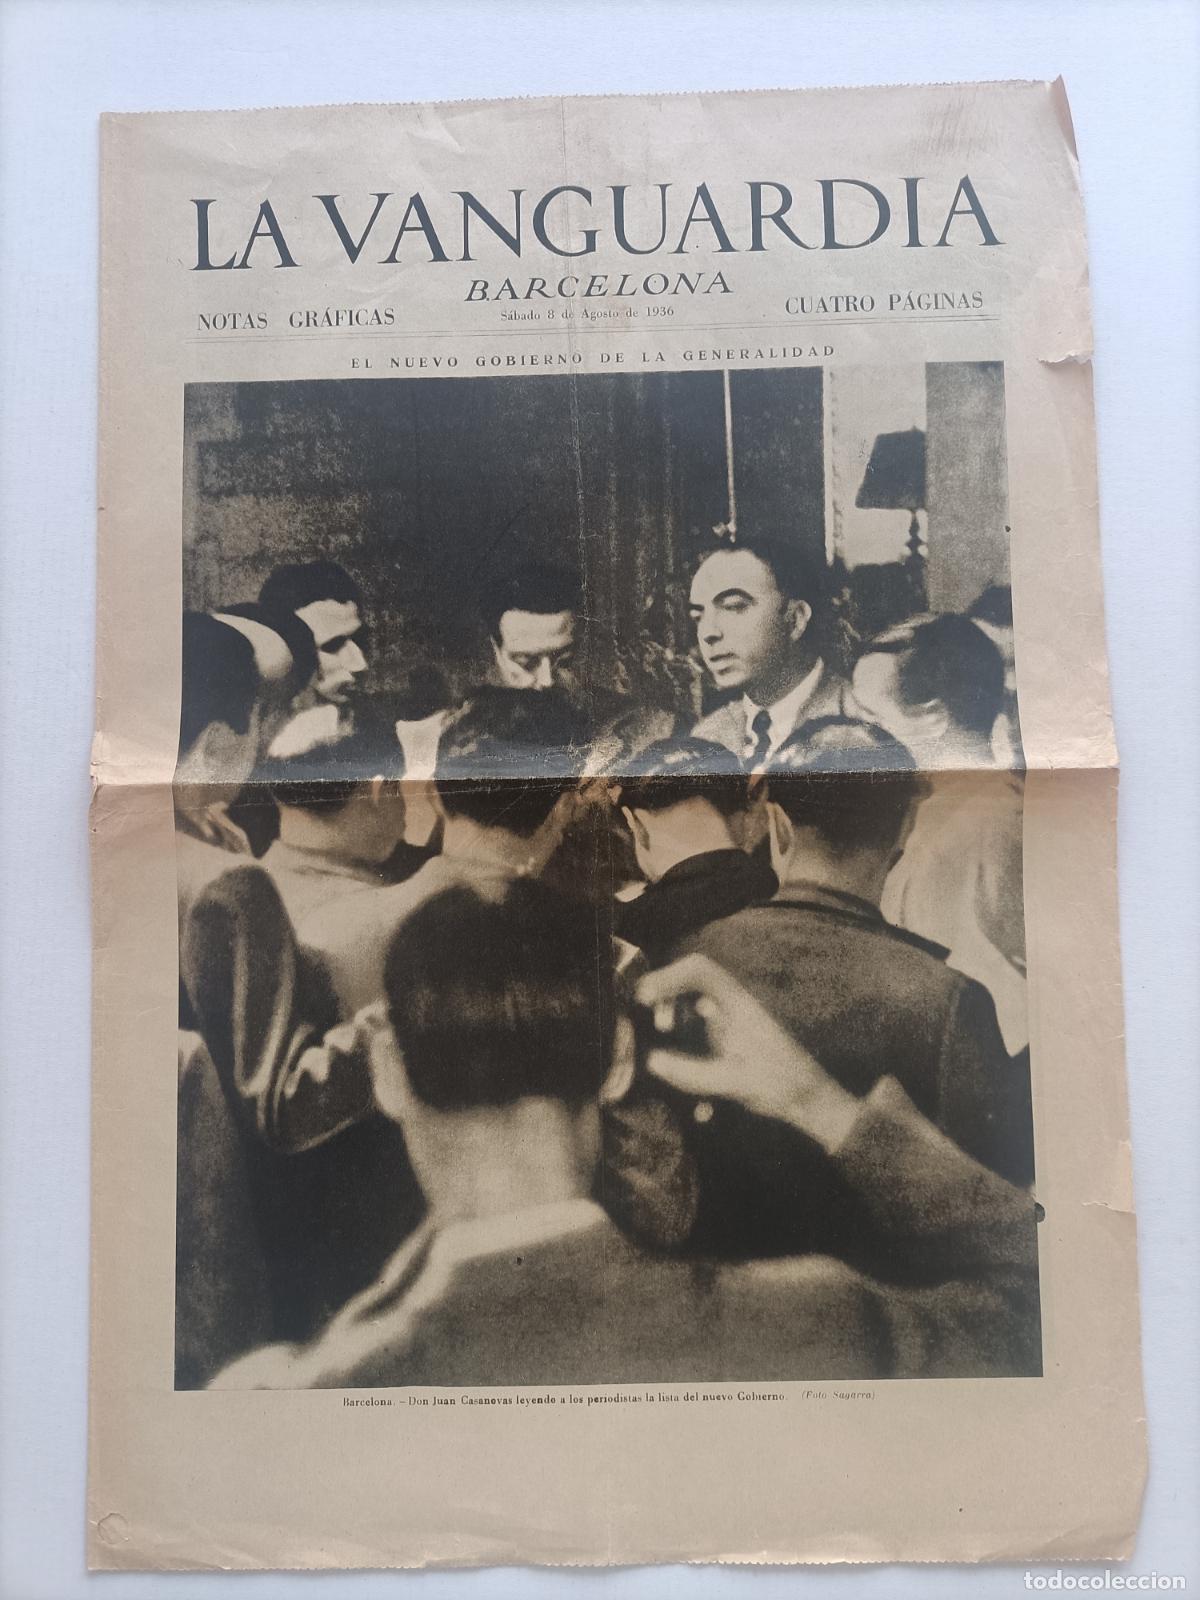 LA VANGUARDIA
BARCELONA
NOTAS GRÁFICAS
Sábado 8 de Agosto de 1936
CUATRO PÁGINAS
EL NUEVO GOBIERNO DE LA GENERALIDAD
Barcelona. — Don Juan Casanovas leyendo a los periodistas la lista del nuevo Gobierno. (Foto Sagarra)
todocoleccion